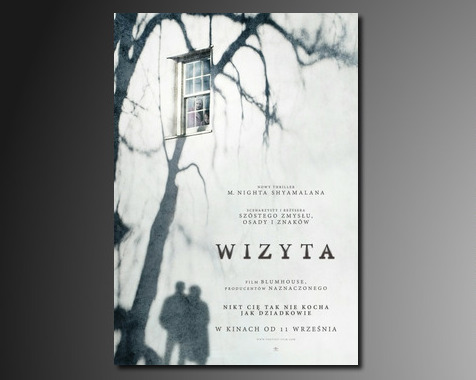 NOWY THRILLER
M. NIGHTA SHYAMALANA
SCENARZYSTY I REŻYSERA
SZÓSTEGO ZMYSŁU,
OSADY I ZNAKÓW
WIZYTA
FILM BLUMHOUSE,
PRODUCENTÓW NAZNACZONEGO
NIKT CIĘ TAK NIE KOCHA
JAK DZIADKOWIE
W KINACH OD 11 WRZEŚNIA